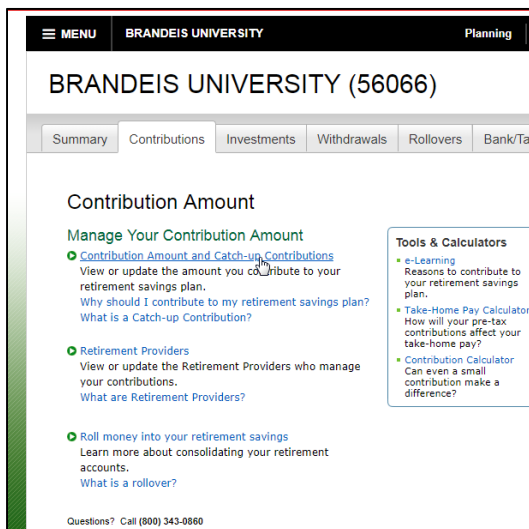 MENU BRANDEIS UNIVERSITY Planning
BRANDEIS UNIVERSITY (56066)
Summary Contributions Investments Withdrawals Rollovers
Contribution Amount
Manage Your Contribution Amount
Contribution Amount and Catch-up Contributions
View or update the amount you contribute to your
retirement savings plan.
Why should I contribute to my retirement savings plan?
What is a Catch-up Contribution?
Retirement Providers
View or update the Retirement Providers who manage
your contributions.
What are Retirement Providers?
Roll money into your retirement savings
Learn more about consolidating your retirement
accounts.
What is a rollover?
Questions? Call (800) 343-0860
Tools & Calculators
e-Learning
Reasons to contribute to
your retirement savings
plan.
Take-Home Pay Calculator
How will your pre-tax
contributions affect your
take-home pay?
Contribution Calculator
Can even a small
contribution make a
difference?